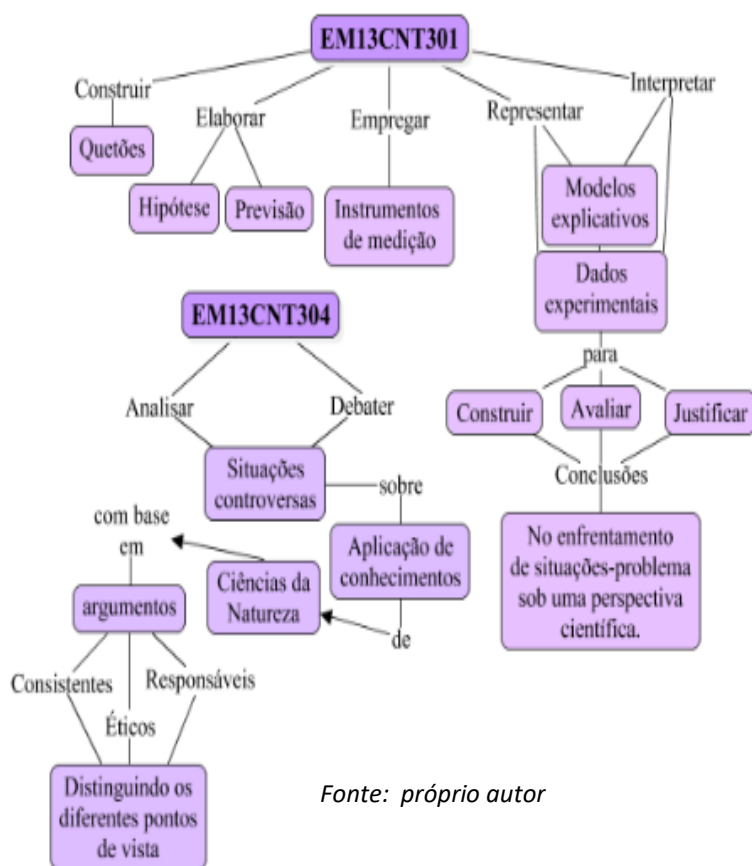 EM13CNT301
Construir
Quetões
Elaborar
Hipótese
Previsão
Empregar
Instrumentos
de medição
Representar
Interpretar
Modelos
explicativos
Dados
experimentais
para
Construir
Avaliar
Justificar
Conclusões
No enfrentamento
de situações-problema
sob uma perspectiva
científica.
EM13CNT304
Analisar
Debater
Situações
controversas
sobre
Aplicação de
conhecimentos
de
Ciências da
Natureza
com base
em
argumentos
Consistentes
Éticos
Responsáveis
Distinguindo os
diferentes pontos
de vista
Fonte: próprio autor